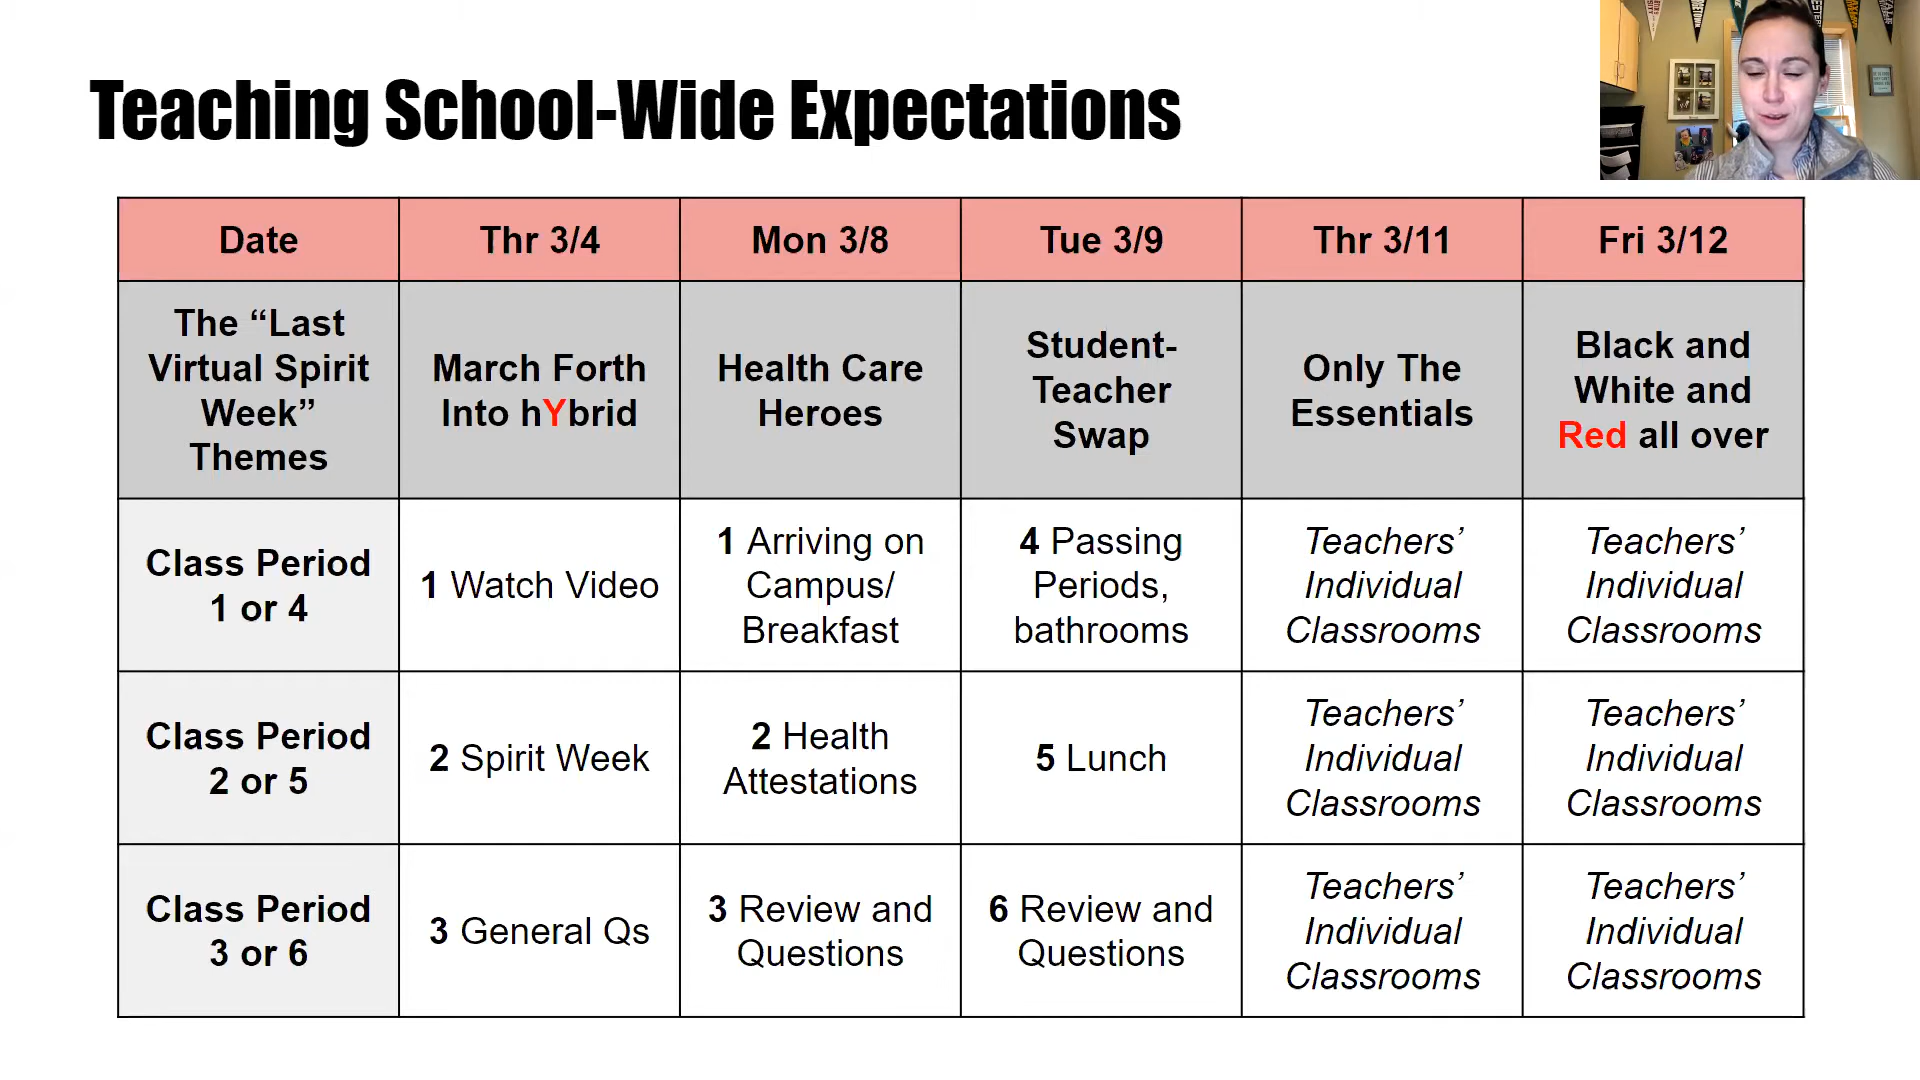 Teaching School-Wide Expectations
Date
Thr 3/4
Mon 3/8
Tue 3/9
Thr 3/11
Fri 3/12
The “Last
Virtual Spirit
Week”
Themes
March Forth
Into hYbrid
Health Care
Heroes
Student-
Teacher
Swap
Only The
Essentials
Black and
White and
Red all over
Class Period
1 or 4
1 Watch Video
1 Arriving on
Campus/
Breakfast
4 Passing
Periods,
bathrooms
Teachers’
Individual
Classrooms
Teachers’
Individual
Classrooms
Class Period
2 or 5
2 Spirit Week
2 Health
Attestations
5 Lunch
Teachers’
Individual
Classrooms
Teachers’
Individual
Classrooms
Class Period
3 or 6
3 General Qs
3 Review and
Questions
6 Review and
Questions
Teachers’
Individual
Classrooms
Teachers’
Individual
Classrooms